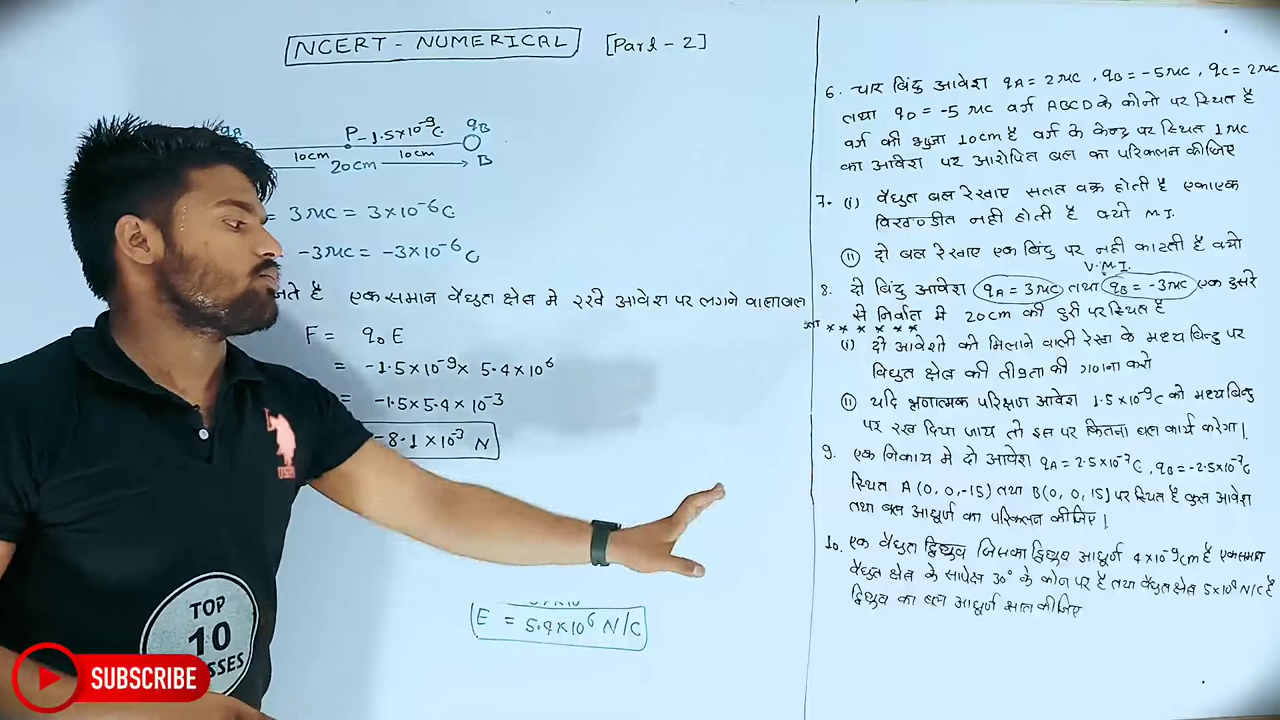 NCERT - NUMERICAL [Part - 2]
qA P -1.5×10⁻⁹C qB
10cm 10cm
20cm B
= 3μC = 3×10⁻⁶C
-3μC = -3×10⁻⁶C
है एक समान वैधुत क्षेत्र मे रखे आवेश पर लगने वाला बल
F = q₀E
= -1.5×10⁻⁹× 5.4×10⁶
= -1.5×5.4×10⁻³
-8.1×10⁻³ N
E = 5.4×10⁶ N/C
6. चार बिंदु आवेश qA = 2μC, qB = -5μC, qC = 2μC
तथा qD = -5 μC वर्ग ABCD के कोनो पर स्थित है
वर्ग की भुजा 10cm है वर्ग के केन्द्र पर स्थित 1μC
का आवेश पर आरोपित बल का परिकलन कीजिए
7. (i) वैधुत बल रेखाए सतत वक्र होती है एकाएक
विखण्डीत नही होती है क्यो M.I.
(ii) दो बल रेखाए एक बिंदु पर नही काटती है क्यो
V.M.I.
8. दो बिंदु आवेश qA = 3μC तथा qB = -3μC एक दुसरे
से निर्वात मे 20cm की दुरी पर स्थित है
××××××
(i) दो आवेशो को मिलाने वाली रेखा के मध्य बिन्दु पर
विधुत क्षेत्र की तीव्रता की गणना करो
(ii) यदि ऋणात्मक परिक्षण आवेश 1.5×10⁻⁹C को मध्य बिन्दु
पर रख दिया जाय तो इस पर कितना बल कार्य करेगा।
9. एक निकाय मे दो आवेश qA = 2.5×10⁻⁷C, qB = -2.5×10⁻⁷C
स्थित A (0, 0, -15) तथा B(0, 0, 15) पर स्थित है कुल आवेश
तथा बल आघूर्ण का परिकलन कीजिए।
10. एक वैधुत द्विध्रुव जिसका द्विध्रुव आघूर्ण 4×10⁻⁹cm है एकसमान
वैधुत क्षेत्र के सापेक्ष 30° के कोन पर है तथा वैधुत क्षेत्र N/C है
द्विध्रुव का बल आघूर्ण ज्ञात कीजिए
TOP
10
SUBSCRIBE